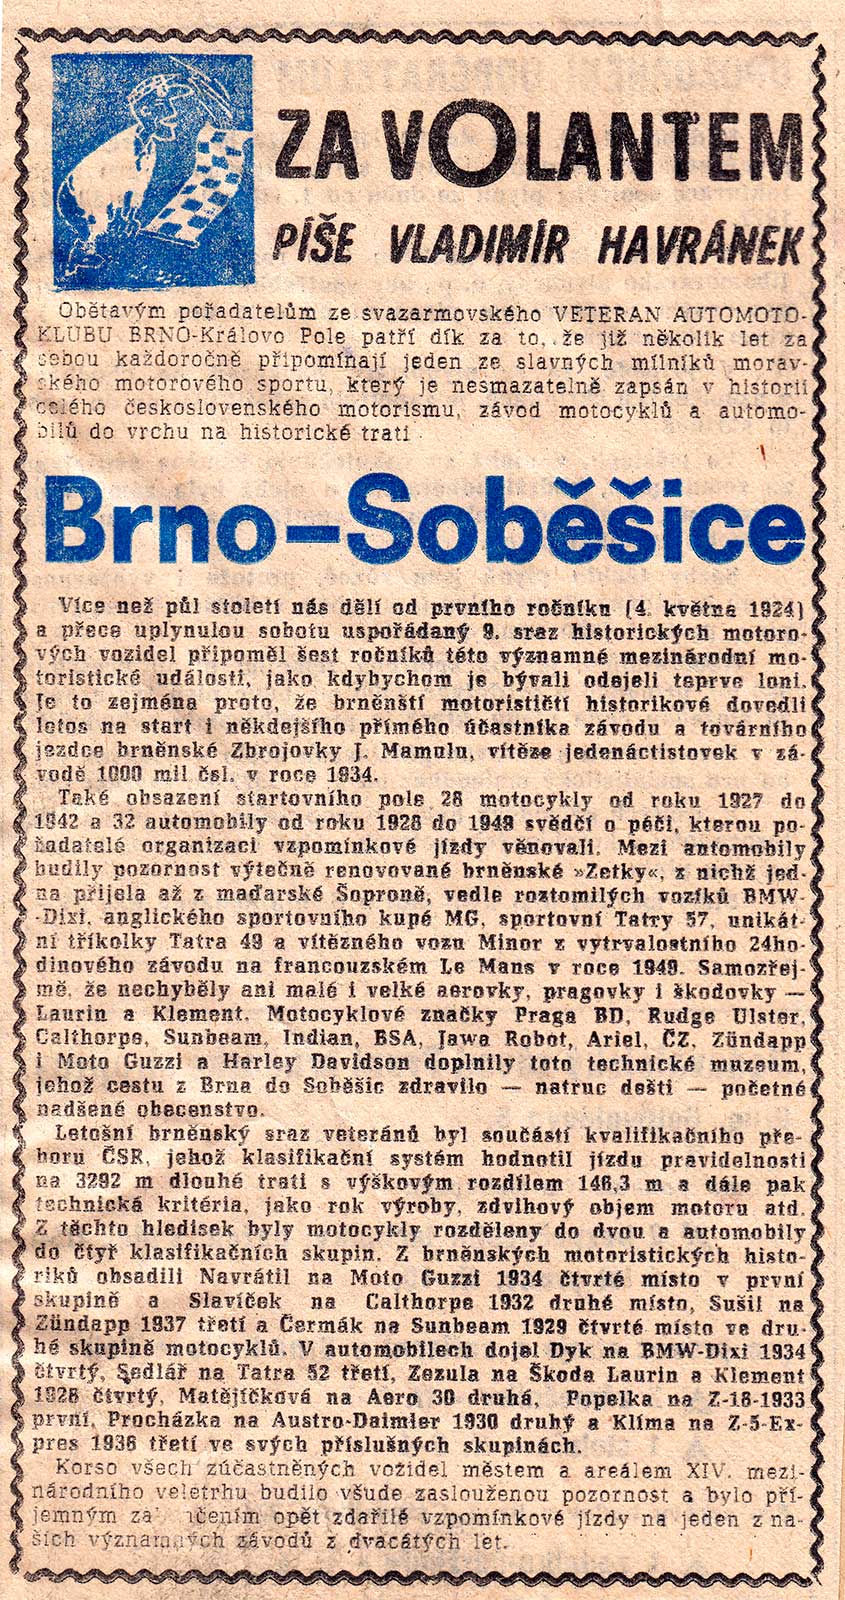 ZA VOLANTEM
PÍŠE VLADIMÍR HAVRÁNEK
Obětavým pořadatelům ze svazarmovského VETERAN AUTOMOTO-
KLUBU BRNO-Královo Pole patří dík za to, že již několik let za
sebou každoročně připomínají jeden ze slavných milníků morav-
ského motorového sportu, který je nesmazatelně zapsán v historii
celého československého motorismu, závod motocyklů a automo-
bilů do vrchu na historické trati
Brno–Soběšice
Více než půl století nás dělí od prvního ročníku (4. května 1924)
a přece uplynulou sobotu uspořádaný 9. sraz historických motoro-
vých vozidel připoměl šest ročníků této významné mezinárodní mo-
toristické události, jako kdybychom je bývali odejeli teprve loni.
Je to zejména proto, že brněnští motorističtí historikové dovedli
letos na start i někdejšího přímého účastníka závodu a továrního
jezdce brněnské Zbrojovky J. Mamulu, vítěze jedenáctistovek v zá-
vodě 1000 mil čsl. v roce 1934.
Také obsazení startovního pole 28 motocykly od roku 1927 do
1942 a 32 automobily od roku 1928 do 1949 svědčí o péči, kterou po-
řadatelé organizaci vzpomínkové jízdy věnovali. Mezi automobily
budily pozornost výtečně renovované brněnské »Zetky«, z nichž jed-
na přijela až z maďarské Šoproně, vedle roztomilých vozíků BMW-
-Dixi, anglického sportovního kupé MG, sportovní Tatry 57, unikát-
ní tříkolky Tatra 49 a vítězného vozu Minor z vytrvalostního 24ho-
dinového závodu na francouzském Le Mans v roce 1949. Samozřej-
mě, že nechyběly ani malé i velké aerovky, pragovky i škodovky —
Laurin a Klement. Motocyklové značky Praga BD, Rudge Ulster,
Calthorpe, Sunbeam, Indian, BSA, Jawa Robot, Ariel, ČZ, Zündapp
i Moto Guzzi a Harley Davidson doplnily toto technické muzeum,
jehož cestu z Brna do Soběšic zdravilo — natruc dešti — početné
nadšené obecenstvo.
Letošní brněnský sraz veteránů byl součástí kvalifikačního pře-
boru ČSR, jehož klasifikační systém hodnotil jízdu pravidelnosti
na 3292 m dlouhé trati s výškovým rozdílem 146,3 m a dále pak
technická kritéria, jako rok výroby, zdvihový objem motoru atd.
Z těchto hledisek byly motocykly rozděleny do dvou a automobily
do čtyř klasifikačních skupin. Z brněnských motoristických histo-
riků obsadili Navrátil na Moto Guzzi 1934 čtvrté místo v první
skupině a Slavíček na Calthorpe 1932 druhé místo, Sušil na
Zündapp 1937 třetí a Čermák na Sunbeam 1929 čtvrté místo ve dru-
hé skupině motocyklů. V automobilech dojel Dyk na BMW-Dixi 1934
čtvrtý, Sedlář na Tatra 52 třetí, Zezula na Škoda Laurin a Klement
1928 čtvrtý, Matějíčková na Aero 30 druhá, Popelka na Z-18-1933
první, Procházka na Austro-Daimler 1930 druhý a Klíma na Z-5-Ex-
pres 1936 třetí ve svých příslušných skupinách.
Korso všech zúčastněných vozidel městem a areálem XIV. mezi-
národního veletrhu budilo všude zaslouženou pozornost a bylo pří-
jemným opět zdařilé vzpomínkové jízdy na jeden z na-
šich významných závodů z dvacátých let.